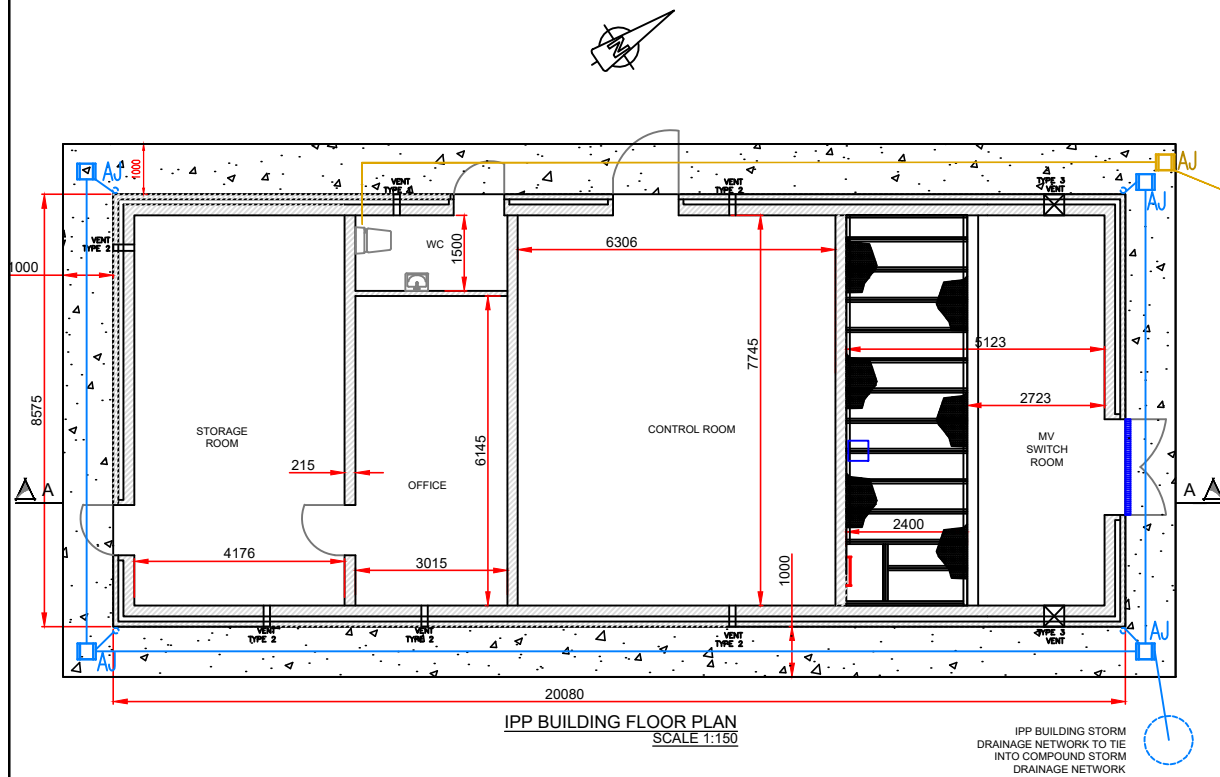 N
AJ
1000
AJ
AJ
VENT
TYPE 4
VENT
TYPE 2
TYPE 3
VENT
VENT
TYPE 2
1000
WC
1500
6306
5123
2723
7745
8575
STORAGE
ROOM
215
6145
OFFICE
CONTROL ROOM
MV
SWITCH
ROOM
A
A
2400
4176
3015
1000
VENT
TYPE 2
VENT
TYPE 2
VENT
TYPE 2
TYPE 3
VENT
AJ
AJ
20080
IPP BUILDING FLOOR PLAN
SCALE 1:150
IPP BUILDING STORM
DRAINAGE NETWORK TO TIE
INTO COMPOUND STORM
DRAINAGE NETWORK